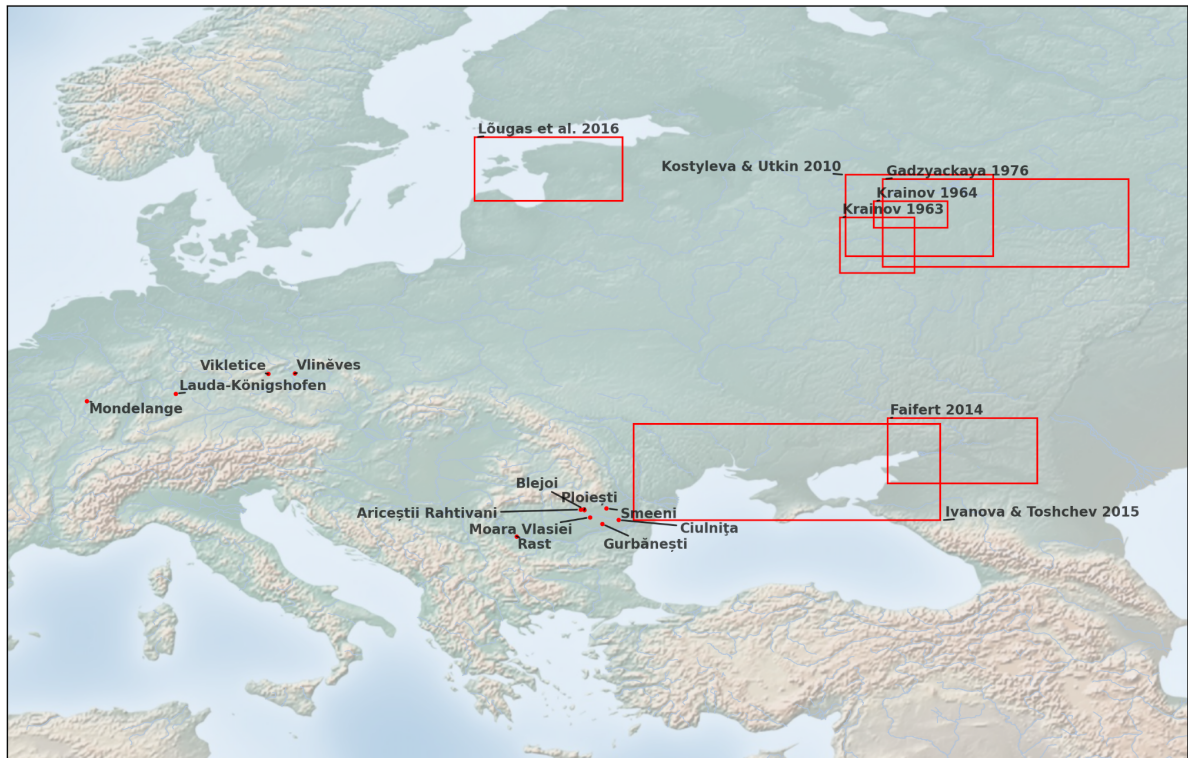 Lõugas et al. 2016
Kostyleva & Utkin 2010
Gadzyackaya 1976
Krainov 1964
Krainov 1963
Vikletice
Vliněves
Lauda-Königshofen
Mondelange
Faifert 2014
Blejoi
Ploiești
Ariceștii Rahtivani
Smeeni
Ivanova & Toshchev 2015
Moara Vlasiei
Ciulnița
Rast
Gurbănești